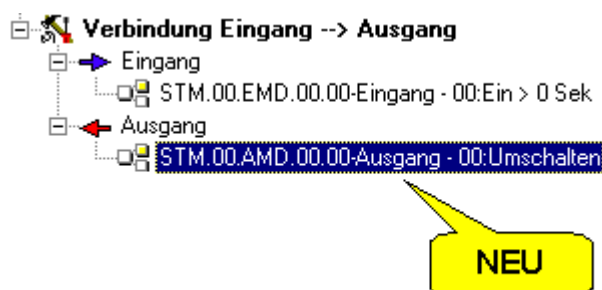 Verbindung Eingang --> Ausgang
Eingang
STM.00.EMD.00.00-Eingang - 00:Ein > 0 Sek
Ausgang
STM.00.AMD.00.00-Ausgang - 00:Umschalten
NEU